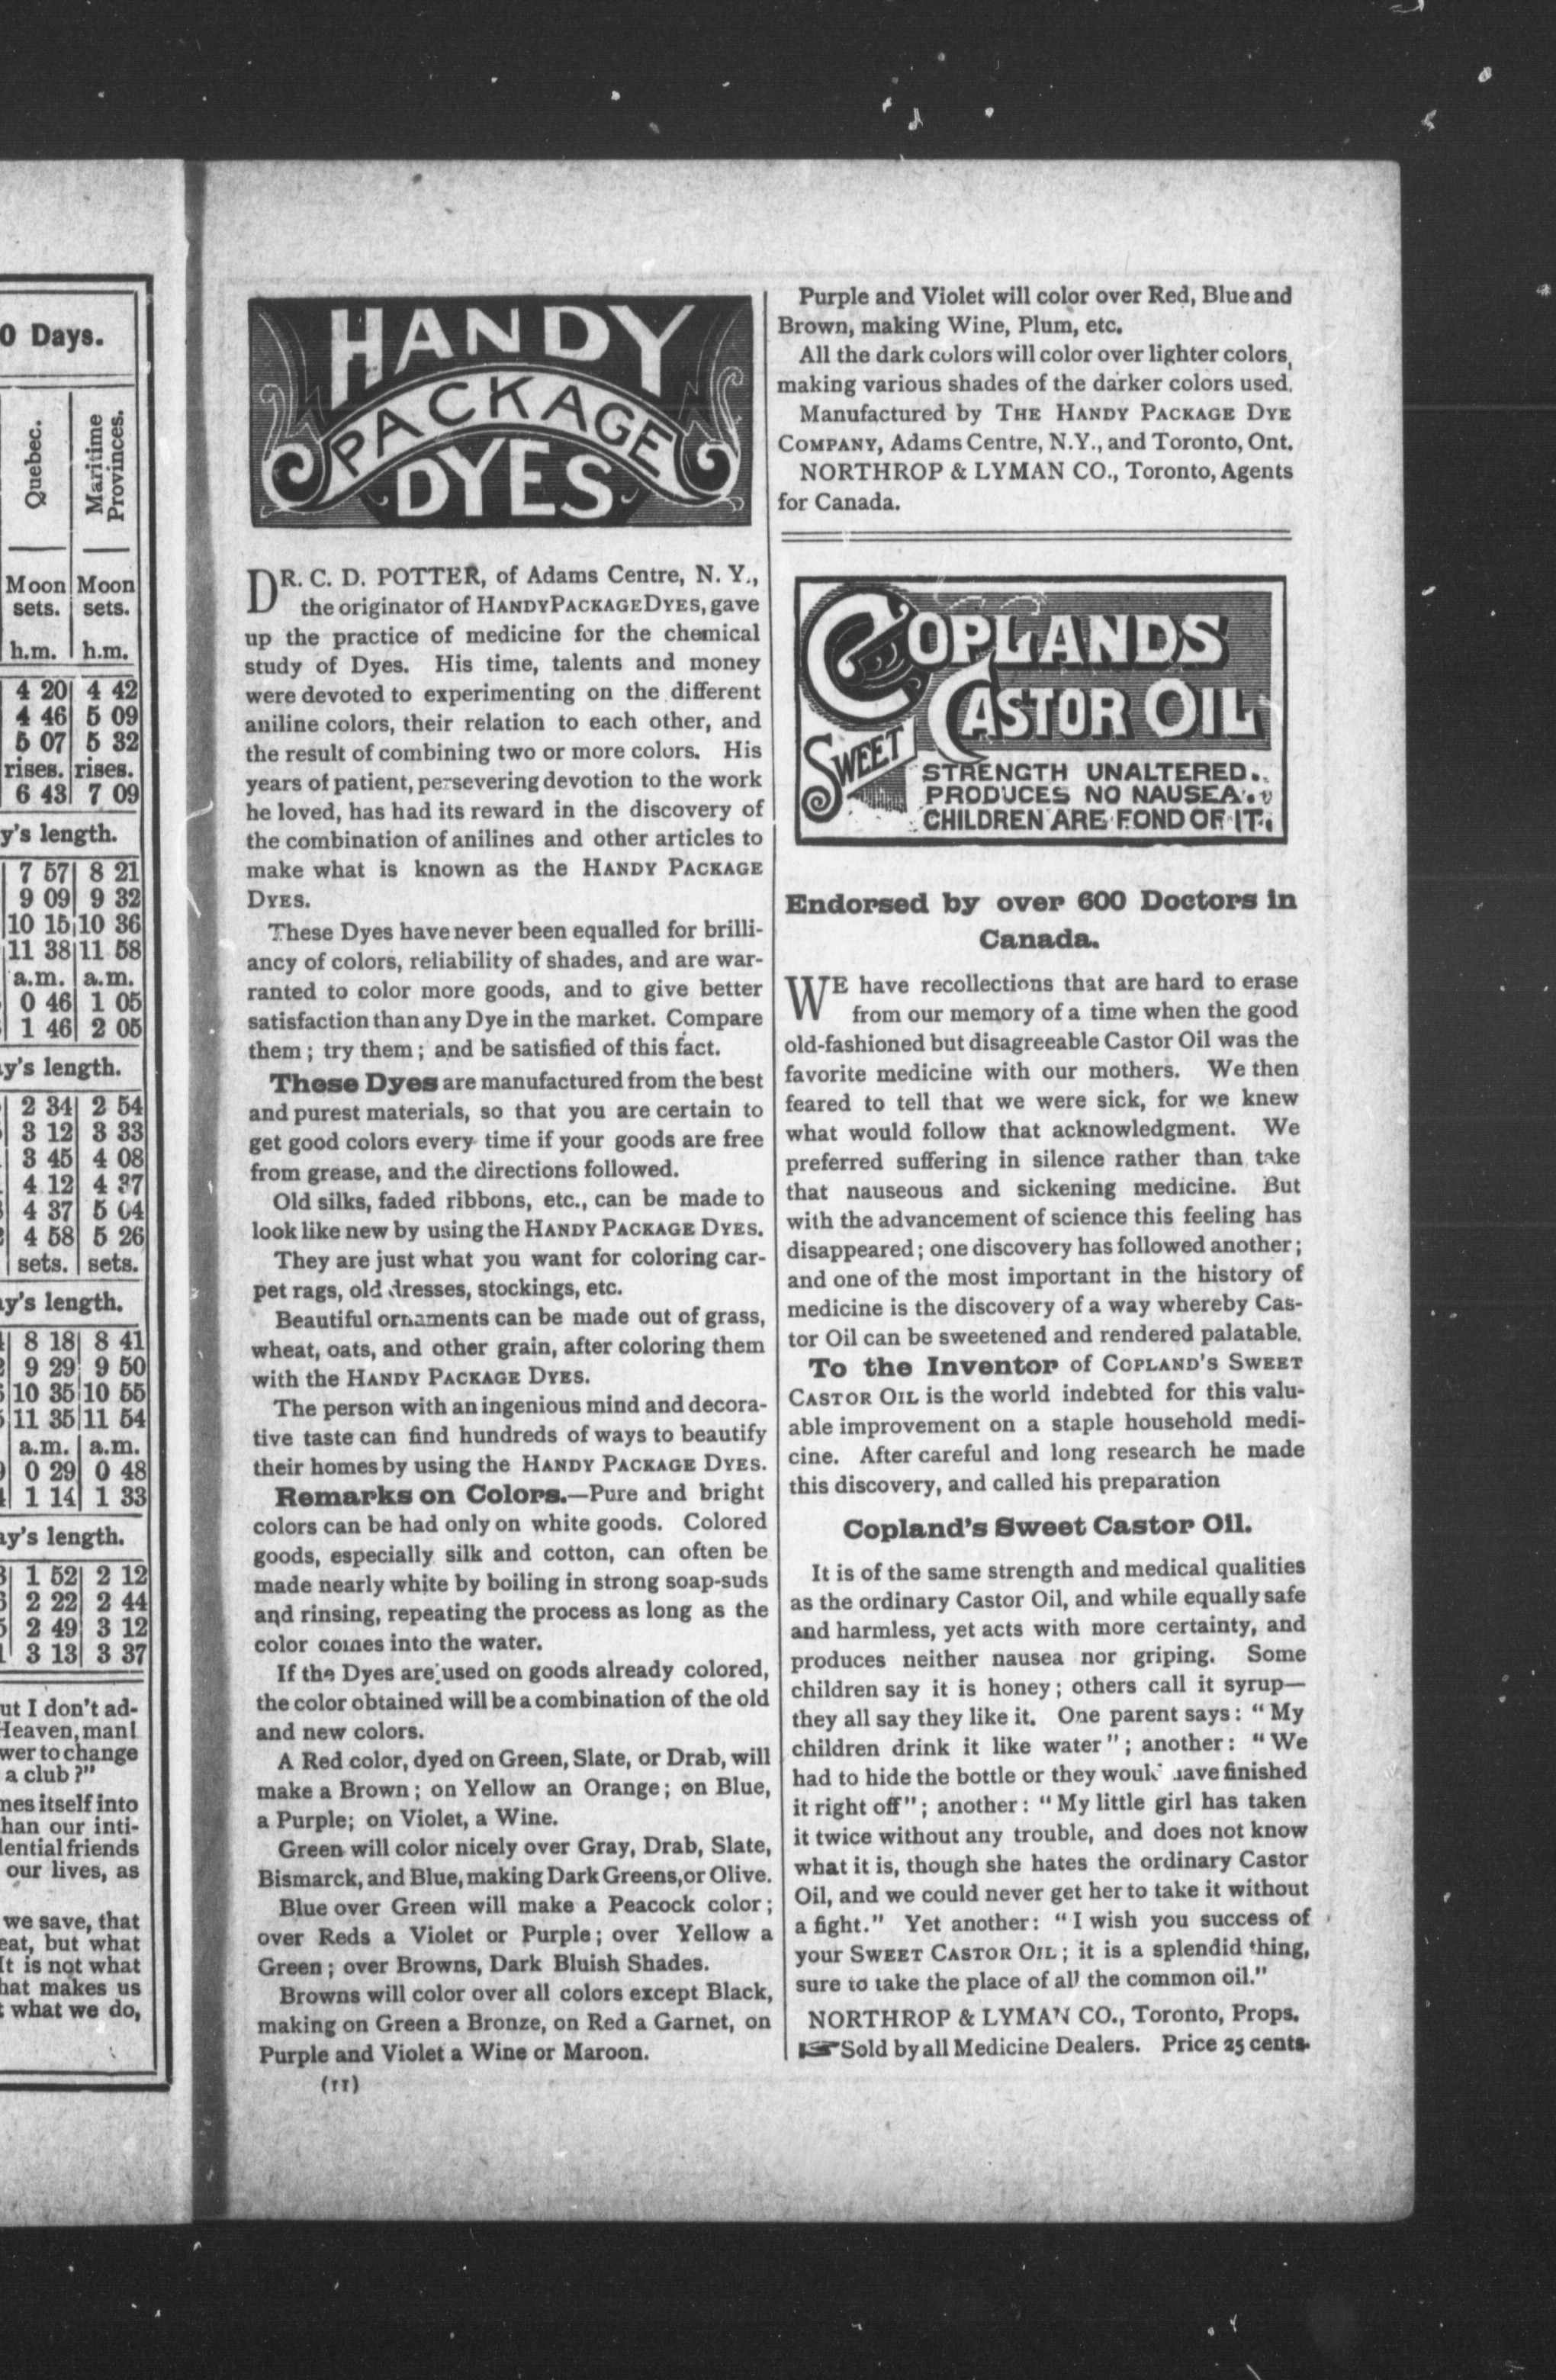 0 Days.
Quebec.
Maritime
Provinces.
Moon Moon
sets. sets.
h.m. h.m.
4 20 4 42
4 46 5 09
5 07 5 32
rises. rises.
6 43 7 09
y's length.
7 57 8 21
9 09 9 32
10 15 10 36
11 38 11 58
a.m. a.m.
0 46 1 05
1 46 2 05
y's length.
2 34 2 54
3 12 3 33
3 45 4 08
4 12 4 37
4 37 5 04
4 58 5 26
sets. sets.
y's length.
8 18 8 41
9 29 9 50
10 35 10 55
11 35 11 54
a.m. a.m.
0 29 0 48
1 14 1 33
ay's length.
1 52 2 12
2 22 2 44
2 49 3 12
3 13 3 37
ut I don't ad-
Heaven, man!
wer to change
a club?"
mes itself into
han our inti-
dential friends
our lives, as
we save, that
eat, but what
It is not what
hat makes us
what we do,
HANDY
PACKAGE
DYES
DR. C. D. POTTER, of Adams Centre, N. Y.,
the originator of HANDY PACKAGE DYES, gave
up the practice of medicine for the chemical
study of Dyes. His time, talents and money
were devoted to experimenting on the different
aniline colors, their relation to each other, and
the result of combining two or more colors. His
years of patient, persevering devotion to the work
he loved, has had its reward in the discovery of
the combination of anilines and other articles to
make what is known as the HANDY PACKAGE
DYES.
These Dyes have never been equalled for brilli-
ancy of colors, reliability of shades, and are war-
ranted to color more goods, and to give better
satisfaction than any Dye in the market. Compare
them; try them; and be satisfied of this fact.
These Dyes are manufactured from the best
and purest materials, so that you are certain to
get good colors every time if your goods are free
from grease, and the directions followed.
Old silks, faded ribbons, etc., can be made to
look like new by using the HANDY PACKAGE DYES.
They are just what you want for coloring car-
pet rags, old dresses, stockings, etc.
Beautiful ornaments can be made out of grass,
wheat, oats, and other grain, after coloring them
with the HANDY PACKAGE DYES.
The person with an ingenious mind and decora-
tive taste can find hundreds of ways to beautify
their homes by using the HANDY PACKAGE DYES.
Remarks on Colors.—Pure and bright
colors can be had only on white goods. Colored
goods, especially silk and cotton, can often be
made nearly white by boiling in strong soap-suds
and rinsing, repeating the process as long as the
color comes into the water.
If the Dyes are used on goods already colored,
the color obtained will be a combination of the old
and new colors.
A Red color, dyed on Green, Slate, or Drab, will
make a Brown; on Yellow an Orange; on Blue,
a Purple; on Violet, a Wine.
Green will color nicely over Gray, Drab, Slate,
Bismarck, and Blue, making Dark Greens, or Olive.
Blue over Green will make a Peacock color;
over Reds a Violet or Purple; over Yellow a
Green; over Browns, Dark Bluish Shades.
Browns will color over all colors except Black,
making on Green a Bronze, on Red a Garnet, on
Purple and Violet a Wine or Maroon.
(11)
Purple and Violet will color over Red, Blue and
Brown, making Wine, Plum, etc.
All the dark colors will color over lighter colors,
making various shades of the darker colors used.
Manufactured by THE HANDY PACKAGE DYE
COMPANY, Adams Centre, N.Y., and Toronto, Ont.
NORTHROP & LYMAN CO., Toronto, Agents
for Canada.
COPLANDS
SWEET
CASTOR OIL
STRENGTH UNALTERED.
PRODUCES NO NAUSEA.
CHILDREN ARE FOND OF IT.
Endorsed by over 600 Doctors in
Canada.
WE have recollections that are hard to erase
from our memory of a time when the good
old-fashioned but disagreeable Castor Oil was the
favorite medicine with our mothers. We then
feared to tell that we were sick, for we knew
what would follow that acknowledgment. We
preferred suffering in silence rather than take
that nauseous and sickening medicine. But
with the advancement of science this feeling has
disappeared; one discovery has followed another;
and one of the most important in the history of
medicine is the discovery of a way whereby Cas-
tor Oil can be sweetened and rendered palatable.
To the Inventor of COPLAND'S SWEET
CASTOR OIL is the world indebted for this valu-
able improvement on a staple household medi-
cine. After careful and long research he made
this discovery, and called his preparation
Copland's Sweet Castor Oil.
It is of the same strength and medical qualities
as the ordinary Castor Oil, and while equally safe
and harmless, yet acts with more certainty, and
produces neither nausea nor griping. Some
children say it is honey; others call it syrup—
they all say they like it. One parent says: "My
children drink it like water"; another: "We
had to hide the bottle or they would have finished
it right off"; another: "My little girl has taken
it twice without any trouble, and does not know
what it is, though she hates the ordinary Castor
Oil, and we could never get her to take it without
a fight." Yet another: "I wish you success of
your SWEET CASTOR OIL; it is a splendid thing,
sure to take the place of all the common oil."
NORTHROP & LYMAN CO., Toronto, Props.
☞Sold by all Medicine Dealers. Price 25 cents.